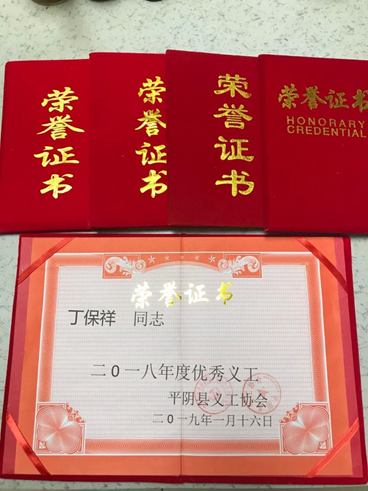 荣誉证书
荣誉证书
荣誉证书
荣誉证书
HONORARY
CREDENTIAL
荣誉证书
丁保祥 同志
二0一八年度优秀义工
平阴县义工协会
二0一九年一月十六日